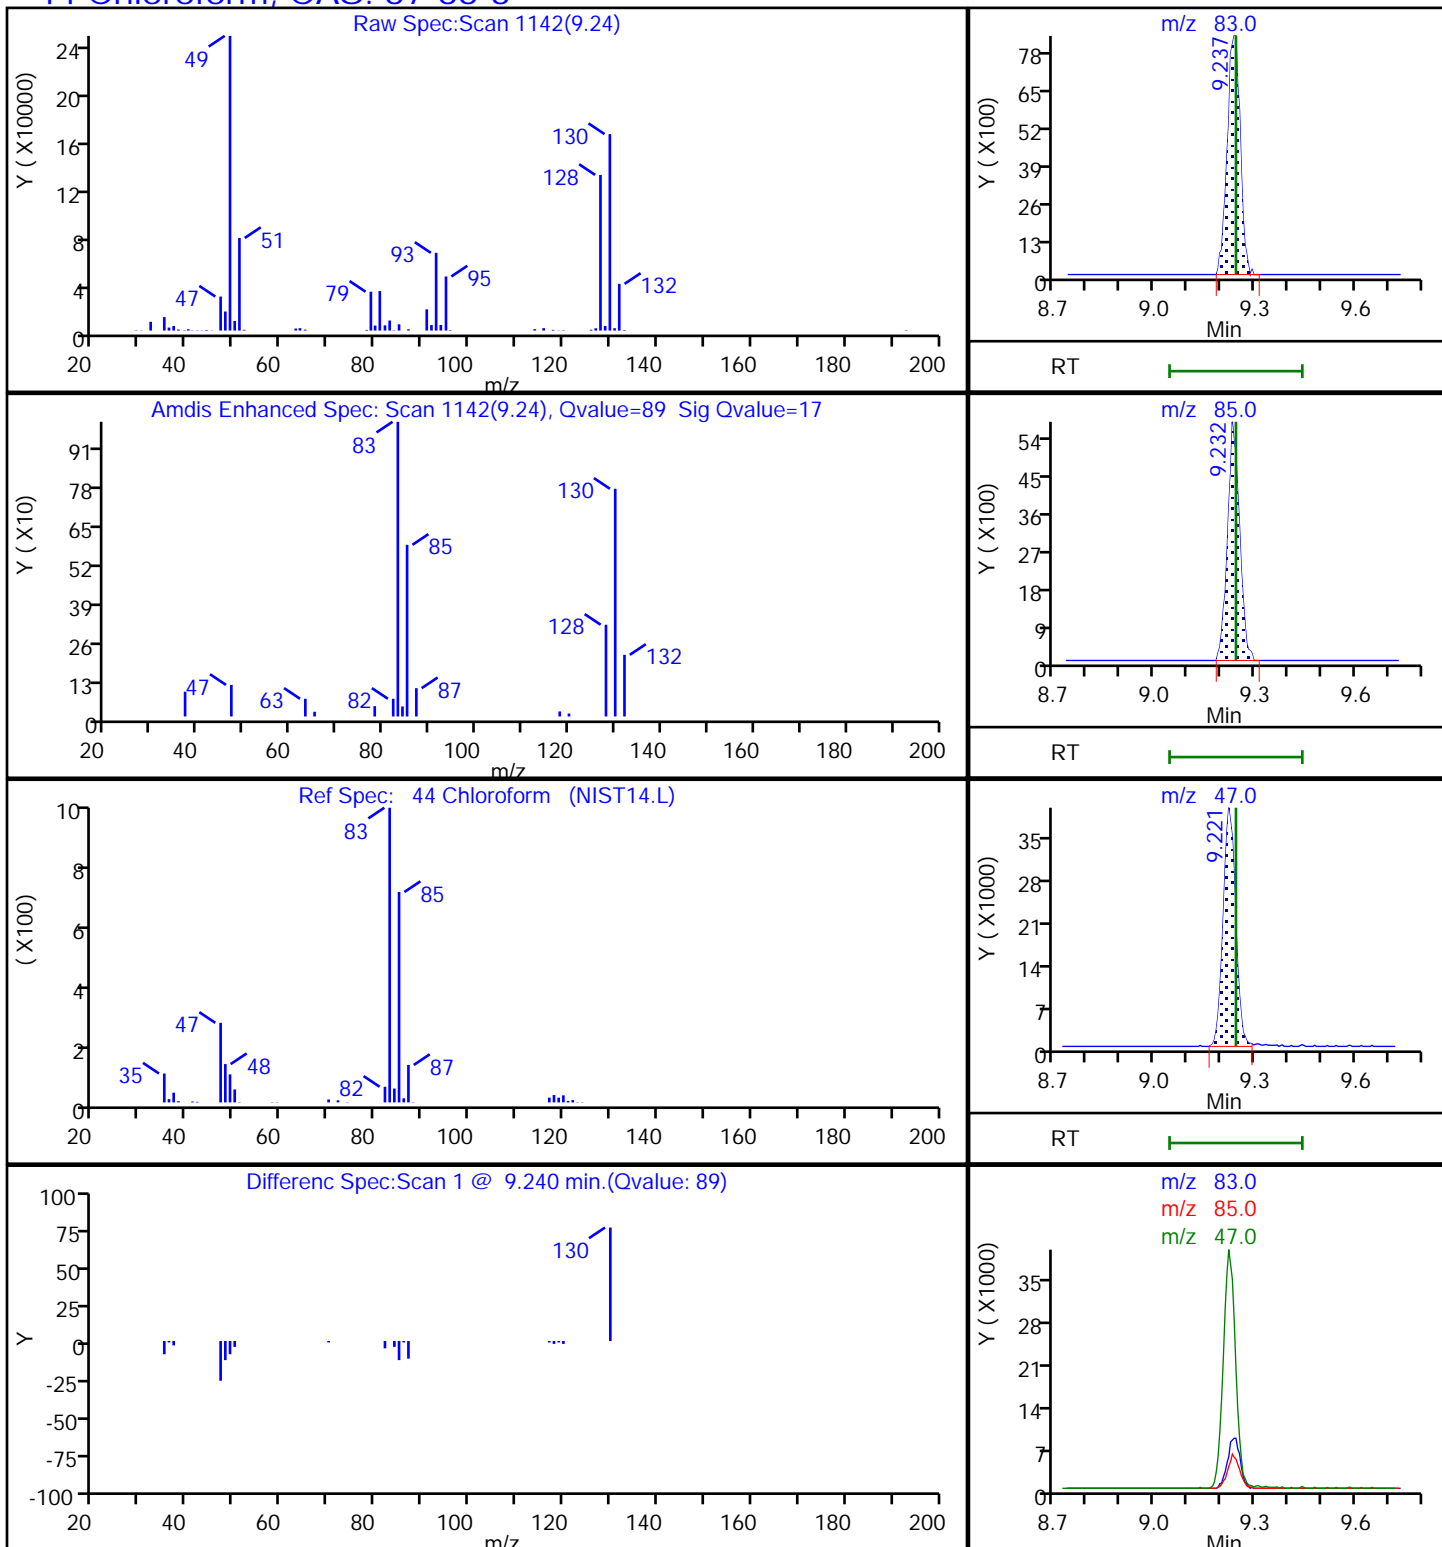 44 Chloroform, CAS: 67-66-3
Raw Spec:Scan 1142(9.24)
Y ( X10000)
24
20
16
12
8
4
0
49
51
47
79
93
95
128
130
132
20 40 60 80 100 120 140 160 180 200
m/z
m/z 83.0
Y ( X100)
78
65
52
39
26
13
0
9.237
8.7 9.0 9.3 9.6
Min
RT
Amdis Enhanced Spec: Scan 1142(9.24), Qvalue=89 Sig Qvalue=17
Y ( X10)
91
78
65
52
39
26
13
0
83
130
85
128
132
47
63
82
87
20 40 60 80 100 120 140 160 180 200
m/z
m/z 85.0
Y ( X100)
54
45
36
27
18
9
0
9.232
8.7 9.0 9.3 9.6
Min
RT
Ref Spec: 44 Chloroform (NIST14.L)
( X100)
10
8
6
4
2
0
83
85
47
48
35
82
87
20 40 60 80 100 120 140 160 180 200
m/z
m/z 47.0
Y ( X1000)
35
28
21
14
7
0
9.221
8.7 9.0 9.3 9.6
Min
RT
Differenc Spec:Scan 1 @ 9.240 min.(Qvalue: 89)
Y
100
75
50
25
0
-25
-50
-75
-100
130
20 40 60 80 100 120 140 160 180 200
m/z
m/z 83.0
m/z 85.0
m/z 47.0
Y ( X1000)
35
28
21
14
7
0
8.7 9.0 9.3 9.6
Min